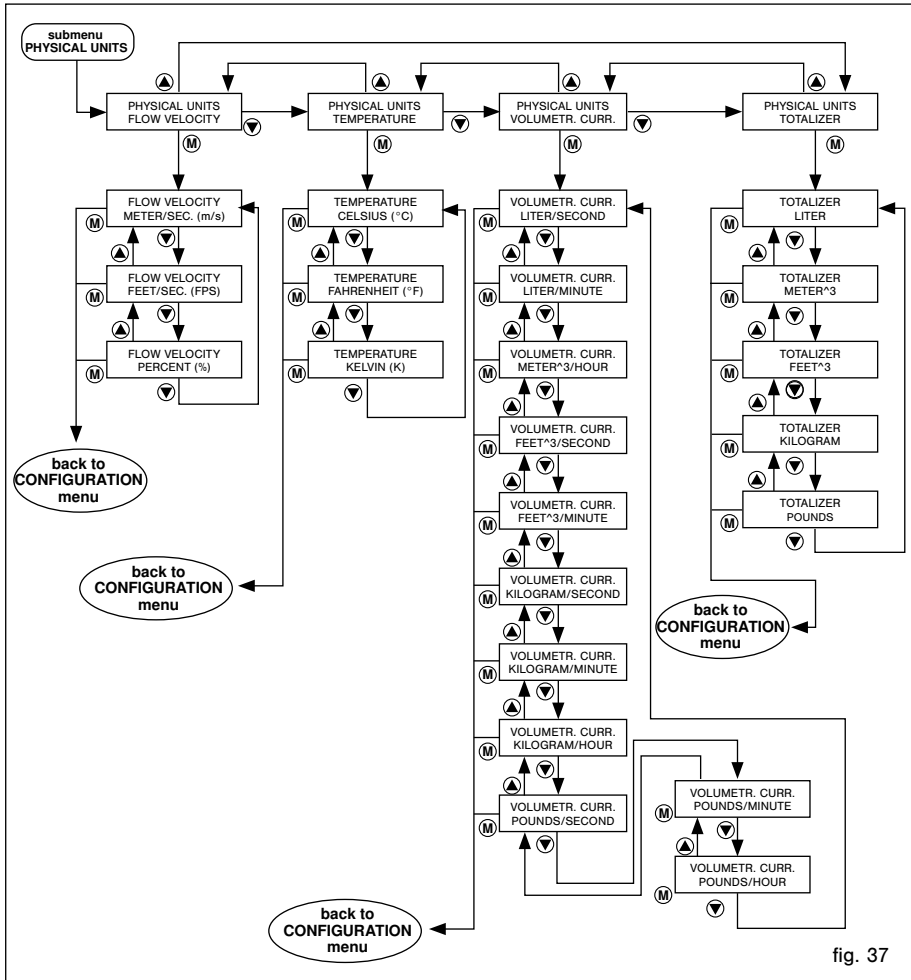 submenu
PHYSICAL UNITS
PHYSICAL UNITS
FLOW VELOCITY
PHYSICAL UNITS
TEMPERATURE
PHYSICAL UNITS
VOLUMETR. CURR.
PHYSICAL UNITS
TOTALIZER
M
M
M
M
FLOW VELOCITY
METER/SEC. (m/s)
M
FLOW VELOCITY
FEET/SEC. (FPS)
M
FLOW VELOCITY
PERCENT (%)
M
back to
CONFIGURATION
menu
TEMPERATURE
CELSIUS (°C)
M
TEMPERATURE
FAHRENHEIT (°F)
M
TEMPERATURE
KELVIN (K)
M
back to
CONFIGURATION
menu
VOLUMETR. CURR.
LITER/SECOND
M
VOLUMETR. CURR.
LITER/MINUTE
M
VOLUMETR. CURR.
METER^3/HOUR
M
VOLUMETR. CURR.
FEET^3/SECOND
M
VOLUMETR. CURR.
FEET^3/MINUTE
M
VOLUMETR. CURR.
KILOGRAM/SECOND
M
VOLUMETR. CURR.
KILOGRAM/MINUTE
M
VOLUMETR. CURR.
KILOGRAM/HOUR
M
VOLUMETR. CURR.
POUNDS/SECOND
M
VOLUMETR. CURR.
POUNDS/MINUTE
M
VOLUMETR. CURR.
POUNDS/HOUR
M
back to
CONFIGURATION
menu
TOTALIZER
LITER
M
TOTALIZER
METER^3
M
TOTALIZER
FEET^3
M
TOTALIZER
KILOGRAM
M
TOTALIZER
POUNDS
M
back to
CONFIGURATION
menu
fig. 37